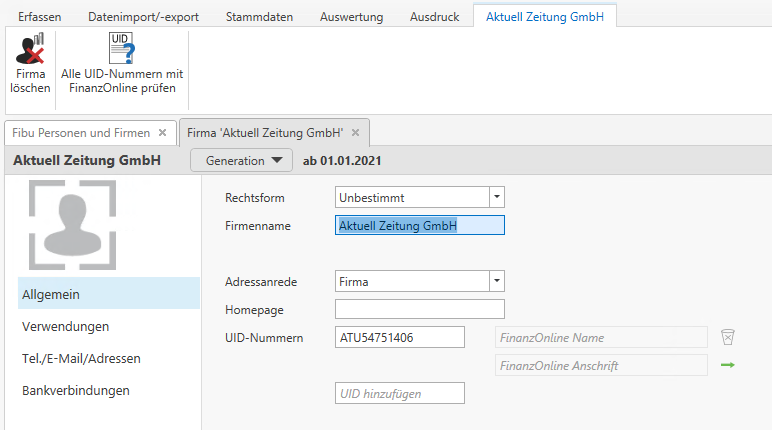 Erfassen Datenimport/-export Stammdaten Auswertung Ausdruck Aktuell Zeitung GmbH
UID
Firma löschen
Alle UID-Nummern mit FinanzOnline prüfen
Fibu Personen und Firmen Firma 'Aktuell Zeitung GmbH'
Aktuell Zeitung GmbH Generation ab 01.01.2021
Rechtsform Unbestimmt
Firmenname Aktuell Zeitung GmbH
Adressanrede Firma
Homepage
UID-Nummern ATU54751406 FinanzOnline Name
FinanzOnline Anschrift
UID hinzufügen
Allgemein
Verwendungen
Tel./E-Mail/Adressen
Bankverbindungen